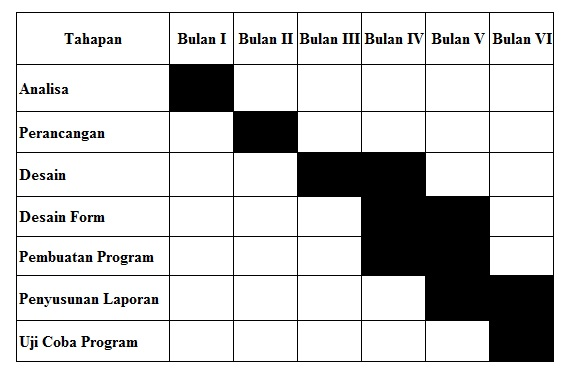 Tahapan Bulan I Bulan II Bulan III Bulan IV Bulan V Bulan VI
Analisa
Perancangan
Desain
Desain Form
Pembuatan Program
Penyusunan Laporan
Uji Coba Program